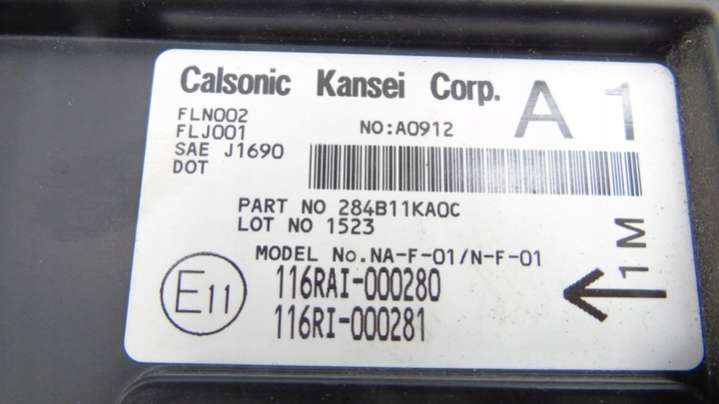 Calsonic Kansei Corp.
A 1
FLN002
FLJ001
NO:A0912
SAE J1690
DOT
PART NO 284B11KA0C
LOT NO 1523
MODEL No.NA-F-01/N-F-01
1M
E11
116RAI-000280
116RI-000281